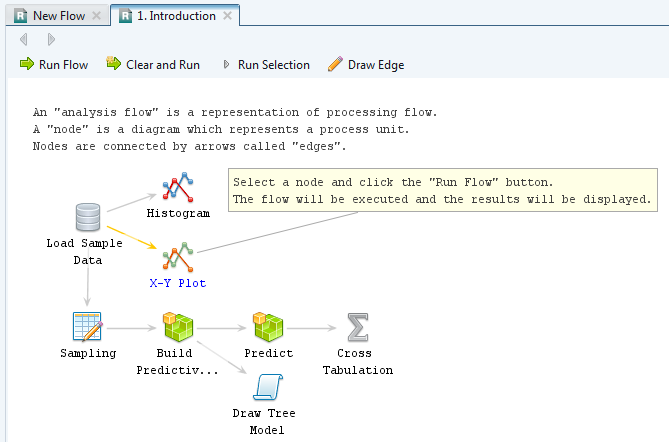 New Flow
1. Introduction
Run Flow
Clear and Run
Run Selection
Draw Edge
An "analysis flow" is a representation of processing flow.
A "node" is a diagram which represents a process unit.
Nodes are connected by arrows called "edges".
Select a node and click the "Run Flow" button.
The flow will be executed and the results will be displayed.
Histogram
Load Sample
Data
X-Y Plot
Sampling
Build
Predictiv...
Predict
Cross
Tabulation
Draw Tree
Model